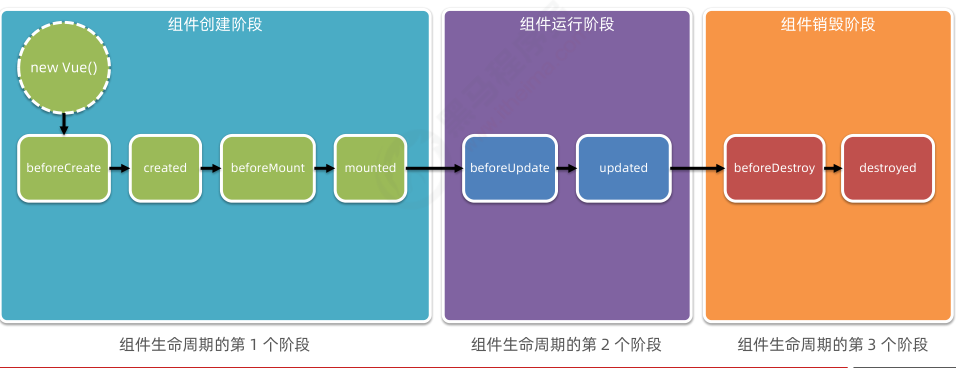 组件创建阶段
组件运行阶段
组件销毁阶段
new Vue()
beforeCreate
created
beforeMount
mounted
beforeUpdate
updated
beforeDestroy
destroyed
组件生命周期的第 1 个阶段
组件生命周期的第 2 个阶段
组件生命周期的第 3 个阶段